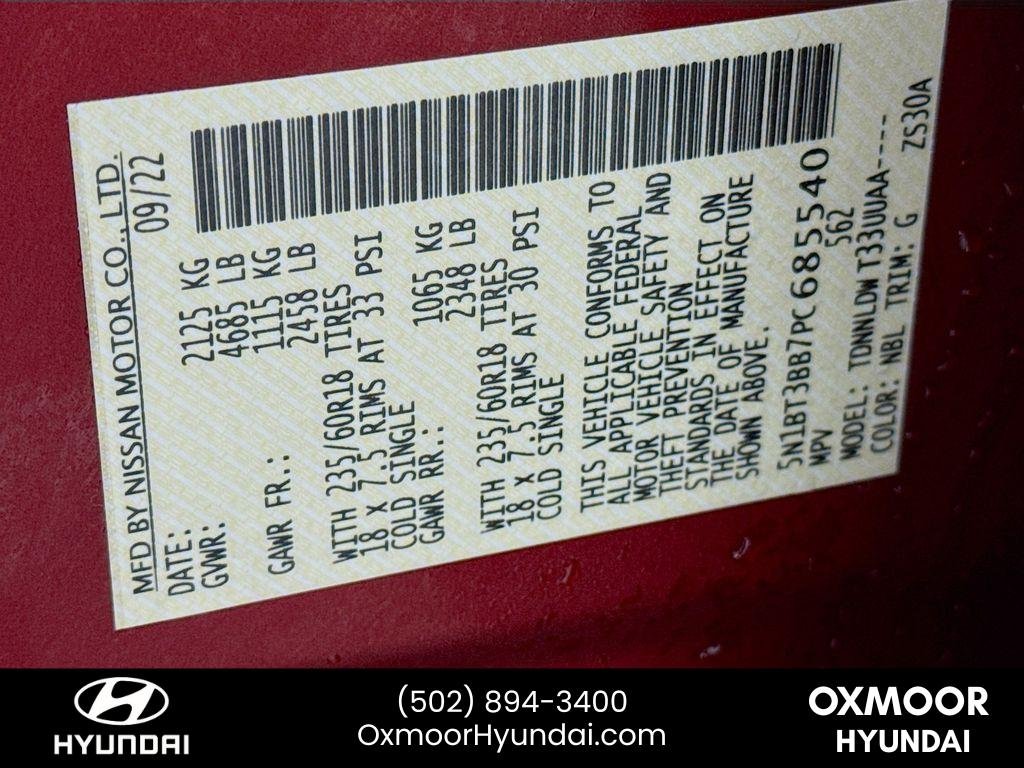 MFD BY NISSAN MOTOR CO., LTD.
DATE: 09/22
GVWR: 2125 KG
4685 LB
GAWR FR.: 1115 KG
2458 LB
WITH 235/60R18 TIRES
18 X 7.5 RIMS AT 33 PSI
COLD SINGLE
GAWR RR.: 1065 KG
2348 LB
WITH 235/60R18 TIRES
18 X 7.5 RIMS AT 30 PSI
COLD SINGLE
THIS VEHICLE CONFORMS TO
ALL APPLICABLE FEDERAL
MOTOR VEHICLE SAFETY AND
THEFT PREVENTION
STANDARDS IN EFFECT ON
THE DATE OF MANUFACTURE
SHOWN ABOVE.
5N1BT3BB7PC685540
MPV 562
MODEL: TDNNLDW T33UUAA----
COLOR: NBL TRIM: G ZS30A
HYUNDAI
(502) 894-3400
OxmoorHyundai.com
OXMOOR
HYUNDAI